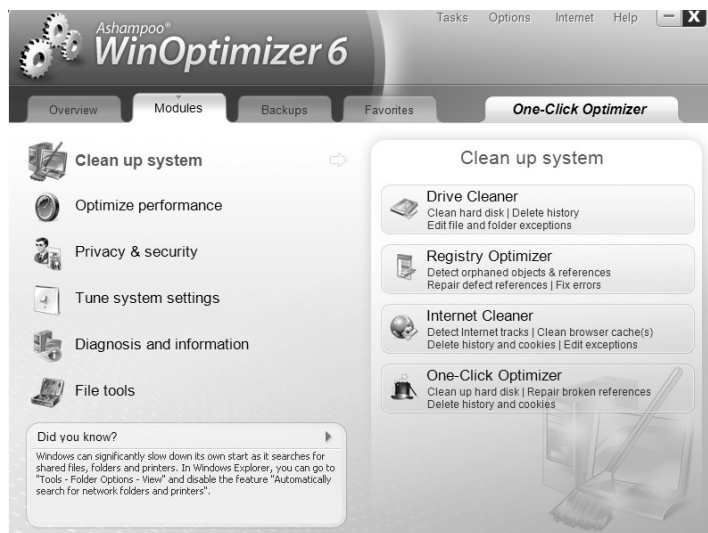 Ashampoo®
WinOptimizer 6
Tasks Options Internet Help
X
Overview Modules Backups Favorites One-Click Optimizer
Clean up system
Optimize performance
Privacy & security
Tune system settings
Diagnosis and information
File tools
Did you know?
Windows can significantly slow down its own start as it searches for
shared files, folders and printers. In Windows Explorer, you can go to
"Tools - Folder Options - View" and disable the feature "Automatically
search for network folders and printers".
Clean up system
Drive Cleaner
Clean hard disk | Delete history
Edit file and folder exceptions
Registry Optimizer
Detect orphaned objects & references
Repair defect references | Fix errors
Internet Cleaner
Detect Internet tracks | Clean browser cache(s)
Delete history and cookies | Edit exceptions
One-Click Optimizer
Clean up hard disk | Repair broken references
Delete history and cookies